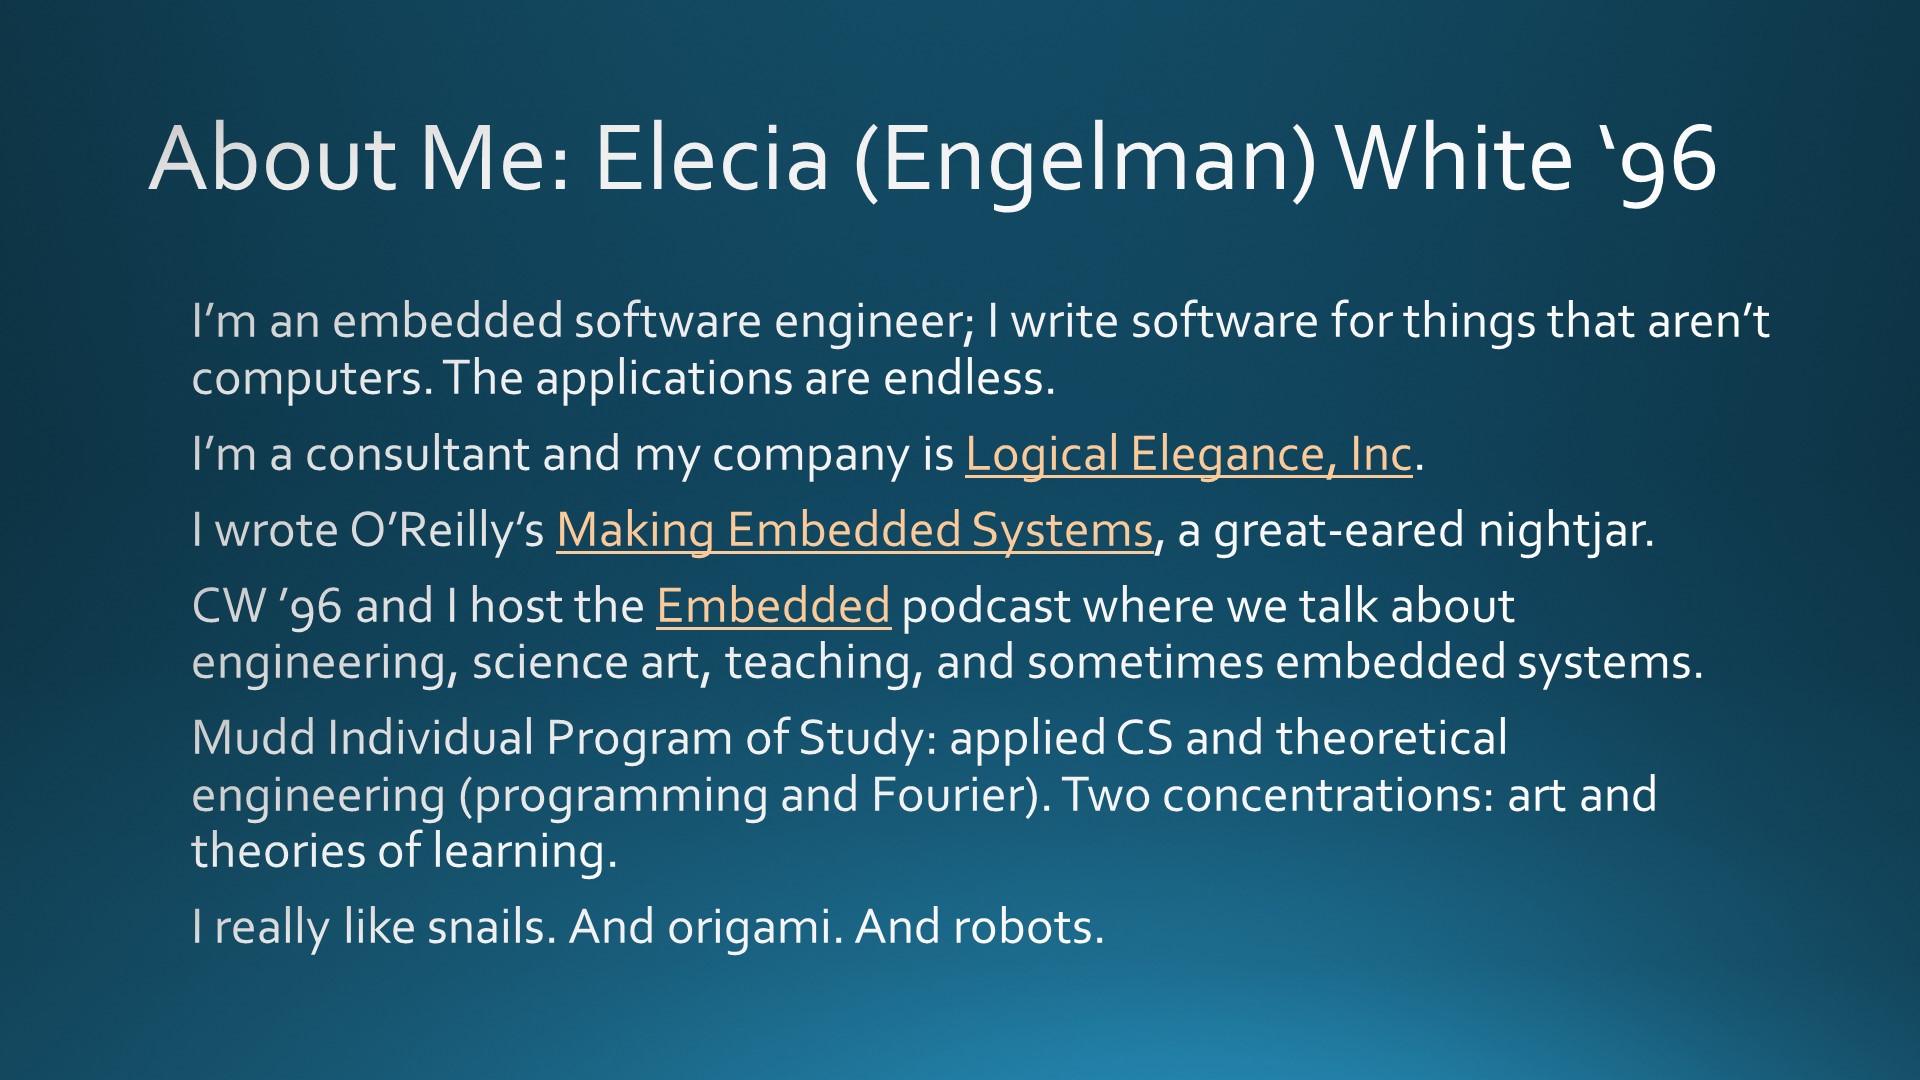 About Me: Elecia (Engelman) White ‘96
I’m an embedded software engineer; I write software for things that aren’t
computers. The applications are endless.
I’m a consultant and my company is Logical Elegance, Inc.
I wrote O’Reilly’s Making Embedded Systems, a great-eared nightjar.
CW ’96 and I host the Embedded podcast where we talk about
engineering, science art, teaching, and sometimes embedded systems.
Mudd Individual Program of Study: applied CS and theoretical
engineering (programming and Fourier). Two concentrations: art and
theories of learning.
I really like snails. And origami. And robots.